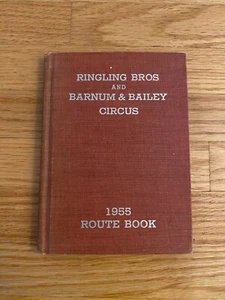 RINGLING BROS
AND
BARNUM & BAILEY
CIRCUS
1955
ROUTE BOOK